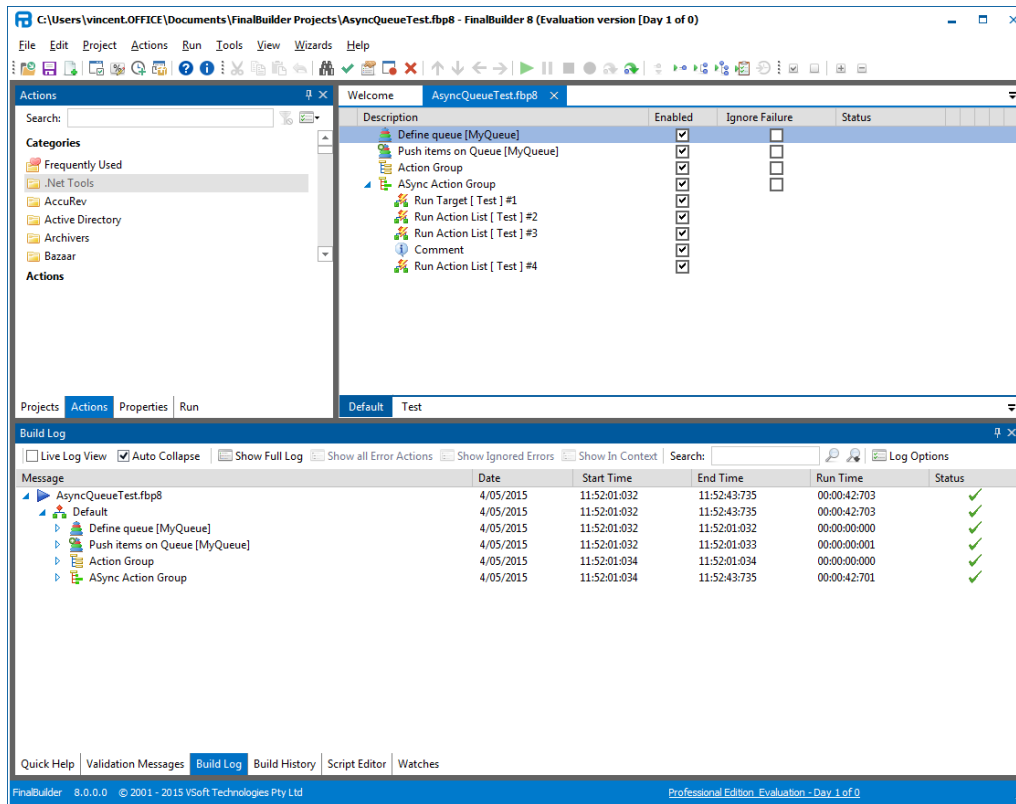 C:\Users\vincent.OFFICE\Documents\FinalBuilder Projects\AsyncQueueTest.fbp8 - FinalBuilder 8 (Evaluation version [Day 1 of 0)
File Edit Project Actions Run Tools View Wizards Help
Actions
Search:
Categories
Frequently Used
.Net Tools
AccuRev
Active Directory
Archivers
Bazaar
Actions
Projects Actions Properties Run
Welcome AsyncQueueTest.fbp8
Description Enabled Ignore Failure Status
Define queue [MyQueue]
Push items on Queue [MyQueue]
Action Group
ASync Action Group
Run Target [ Test ] #1
Run Action List [ Test ] #2
Run Action List [ Test ] #3
Comment
Run Action List [ Test ] #4
Default Test
Build Log
Live Log View Auto Collapse Show Full Log Show all Error Actions Show Ignored Errors Show In Context Search: Log Options
Message Date Start Time End Time Run Time Status
AsyncQueueTest.fbp8 4/05/2015 11:52:01:032 11:52:43:735 00:00:42:703
Default 4/05/2015 11:52:01:032 11:52:43:735 00:00:42:703
Define queue [MyQueue] 4/05/2015 11:52:01:032 11:52:01:032 00:00:00:000
Push items on Queue [MyQueue] 4/05/2015 11:52:01:032 11:52:01:033 00:00:00:001
Action Group 4/05/2015 11:52:01:034 11:52:01:034 00:00:00:000
ASync Action Group 4/05/2015 11:52:01:034 11:52:43:735 00:00:42:701
Quick Help Validation Messages Build Log Build History Script Editor Watches
FinalBuilder 8.0.0.0 © 2001 - 2015 VSoft Technologies Pty Ltd Professional Edition Evaluation - Day 1 of 0